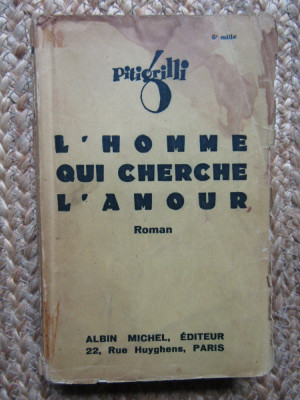 6e mille
Pitigrilli
L'HOMME
QUI CHERCHE
L'AMOUR
Roman
ALBIN MICHEL, ÉDITEUR
22, Rue Huyghens, PARIS